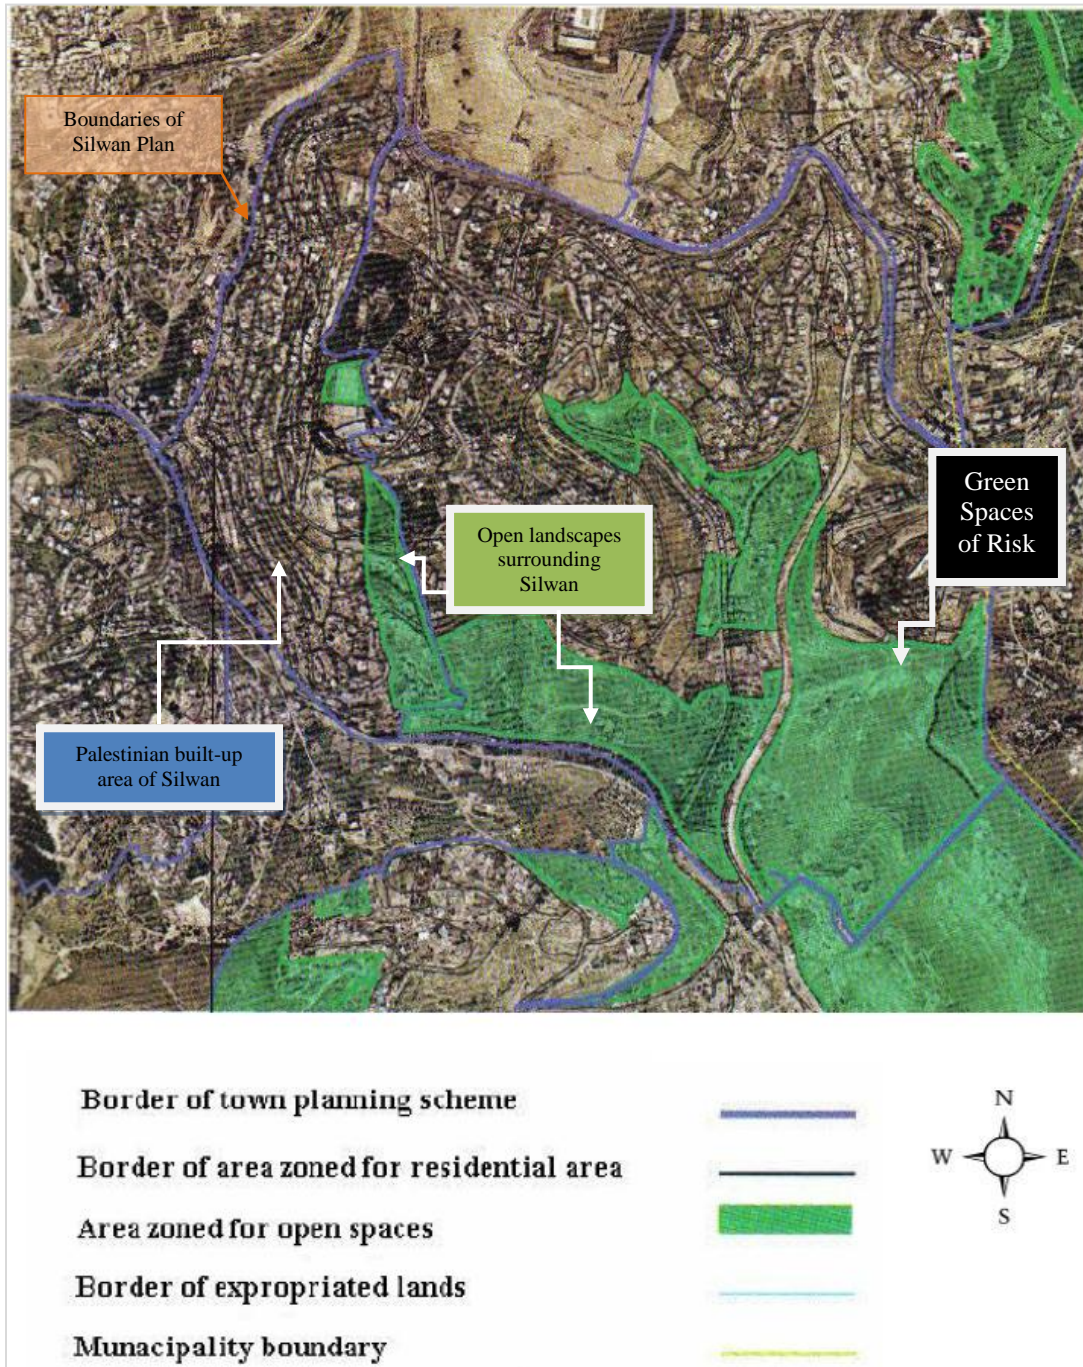 Boundaries of
Silwan Plan
Open landscapes
surrounding
Silwan
Green
Spaces
of Risk
Palestinian built-up
area of Silwan
Border of town planning scheme
Border of area zoned for residential area
Area zoned for open spaces
Border of expropriated lands
Munacipality boundary
N
W E
S